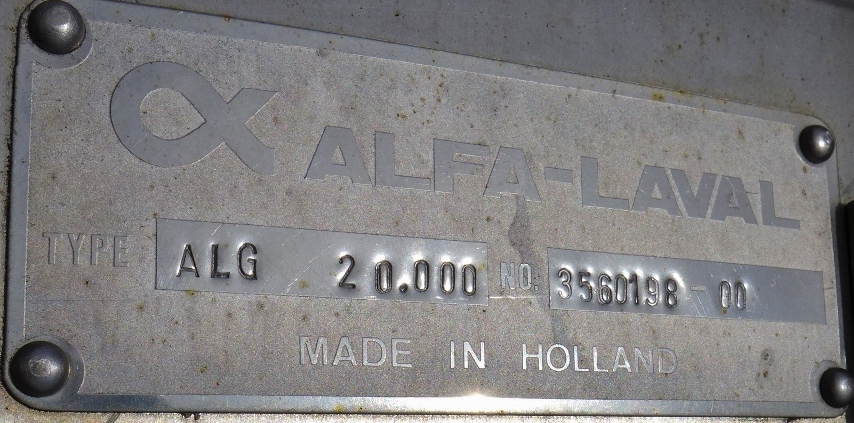 ALFA-LAVAL
TYPE ALG 20.000 NO: 3560198-00
MADE IN HOLLAND